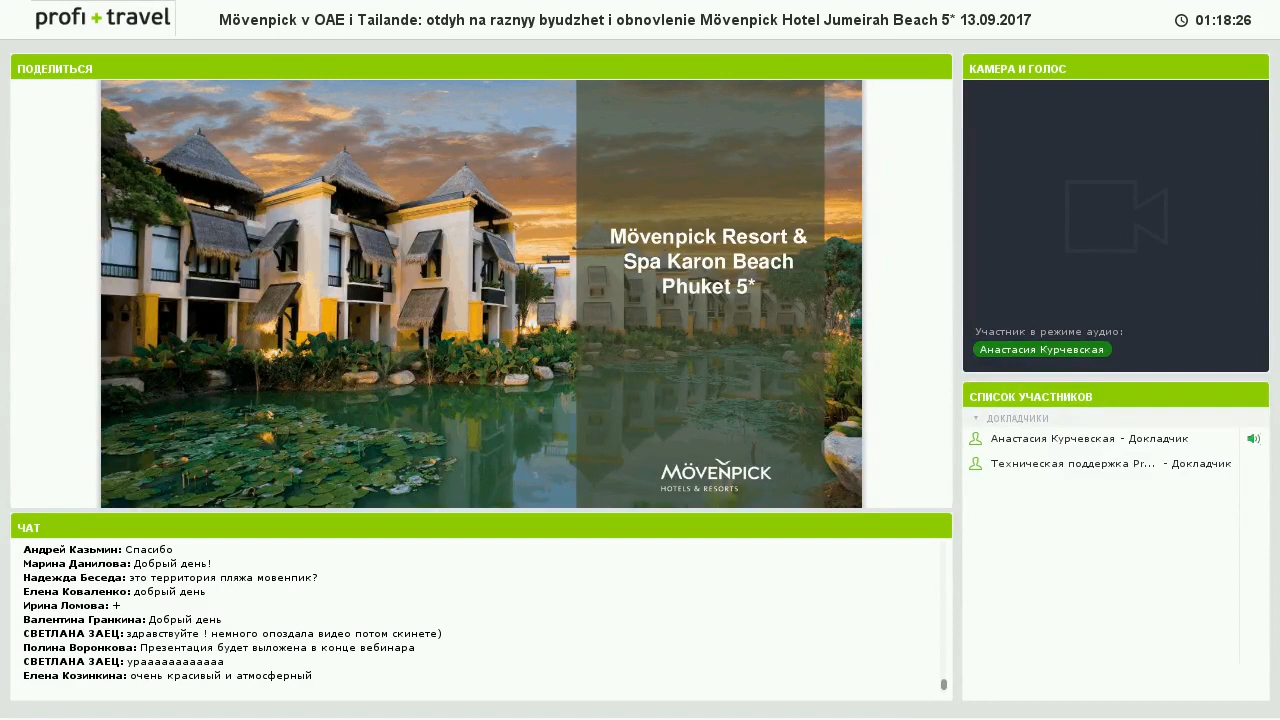 profi + travel
Mövenpick v OAE i Tailande: otdyh na raznyy byudzhet i obnovlenie Mövenpick Hotel Jumeirah Beach 5* 13.09.2017
01:18:26
ПОДЕЛИТЬСЯ
Mövenpick Resort &
Spa Karon Beach
Phuket 5*
MÖVENPICK
HOTELS & RESORTS
КАМЕРА И ГОЛОС
Участник в режиме аудио:
Анастасия Курчевская
СПИСОК УЧАСТНИКОВ
ДОКЛАДЧИКИ
Анастасия Курчевская - Докладчик
Техническая поддержка Pr... - Докладчик
ЧАТ
Андрей Казьмин: Спасибо
Марина Данилова: Добрый день!
Надежда Беседа: это территория пляжа мовенпик?
Елена Коваленко: добрый день
Ирина Ломова: +
Валентина Гранкина: Добрый день
СВЕТЛАНА ЗАЕЦ: здравствуйте ! немного опоздала видео потом скинете)
Полина Воронкова: Презентация будет выложена в конце вебинара
СВЕТЛАНА ЗАЕЦ: ураааааааааааа
Елена Козинкина: очень красивый и атмосферный